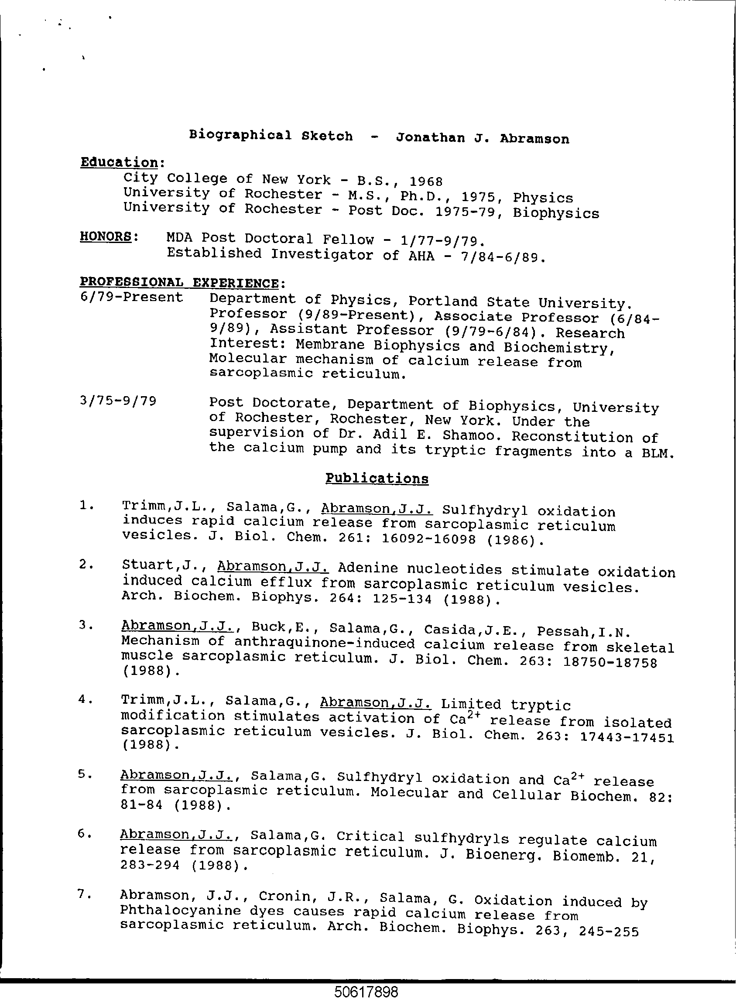 Biographical Sketch - Jonathan J. Abramson
Education:
City College of New York - B.S., 1968
University of Rochester - M.S., Ph.D., 1975, Physics
University of Rochester - Post Doc. 1975-79, Biophysics
HONORS: MDA Post Doctoral Fellow - 1/77-9/79.
Established Investigator of AHA - 7/84-6/89.
PROFESSIONAL EXPERIENCE:
6/79-Present Department of Physics, Portland State University.
Professor (9/89-Present), Associate Professor (6/84-
9/89), Assistant Professor (9/79-6/84). Research
Interest: Membrane Biophysics and Biochemistry,
Molecular mechanism of calcium release from
sarcoplasmic reticulum.
3/75-9/79 Post Doctorate, Department of Biophysics, University
of Rochester, Rochester, New York. Under the
supervision of Dr. Adil E. Shamoo. Reconstitution of
the calcium pump and its tryptic fragments into a BLM.
Publications
1. Trimm,J.L., Salama,G., Abramson,J.J. Sulfhydryl oxidation
induces rapid calcium release from sarcoplasmic reticulum
vesicles. J. Biol. Chem. 261: 16092-16098 (1986).
2. Stuart,J., Abramson,J.J. Adenine nucleotides stimulate oxidation
induced calcium efflux from sarcoplasmic reticulum vesicles.
Arch. Biochem. Biophys. 264: 125-134 (1988).
3. Abramson,J.J., Buck,E., Salama,G., Casida,J.E., Pessah,I.N.
Mechanism of anthraquinone-induced calcium release from skeletal
muscle sarcoplasmic reticulum. J. Biol. Chem. 263: 18750-18758
(1988).
4. Trimm,J.L., Salama,G., Abramson,J.J. Limited tryptic
modification stimulates activation of Ca2+ release from isolated
sarcoplasmic reticulum vesicles. J. Biol. Chem. 263: 17443-17451
(1988).
5. Abramson,J.J., Salama,G. Sulfhydryl oxidation and Ca2+ release
from sarcoplasmic reticulum. Molecular and Cellular Biochem. 82:
81-84 (1988).
6. Abramson,J.J., Salama,G. Critical sulfhydryls regulate calcium
release from sarcoplasmic reticulum. J. Bioenerg. Biomemb. 21,
283-294 (1988).
7. Abramson, J.J., Cronin, J.R., Salama, G. Oxidation induced by
Phthalocyanine dyes causes rapid calcium release from
sarcoplasmic reticulum. Arch. Biochem. Biophys. 263, 245-255
50617898